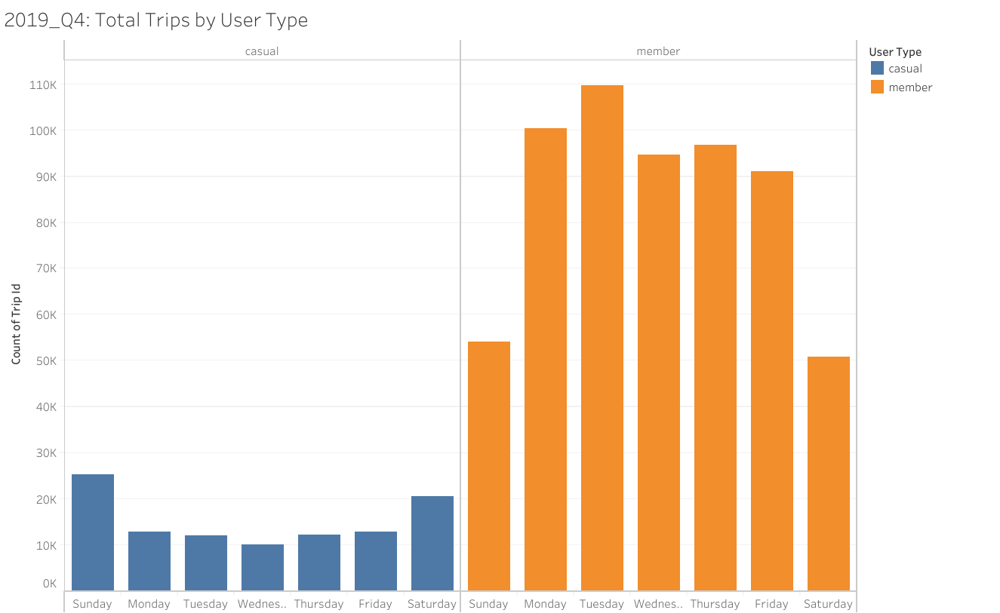 2019_Q4: Total Trips by User Type
casual
member
User Type
casual
member
Count of Trip Id
110K
100K
90K
80K
70K
60K
50K
40K
30K
20K
10K
0K
Sunday Monday Tuesday Wednes.. Thursday Friday Saturday Sunday Monday Tuesday Wednes.. Thursday Friday Saturday